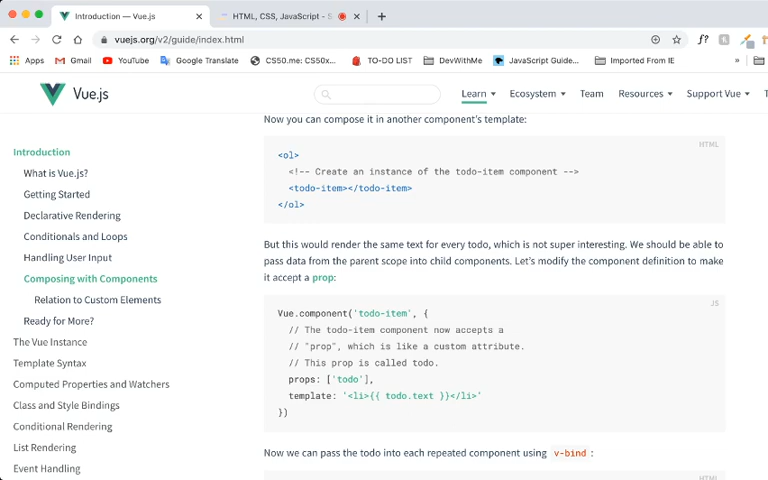 Introduction — Vue.js
HTML, CSS, JavaScript - S
vuejs.org/v2/guide/index.html
f?
Apps
Gmail
YouTube
Google Translate
CS50.me: CS50x...
TO-DO LIST
DevWithMe
JavaScript Guide...
Imported From IE
»
Vue.js
Learn
Ecosystem
Team
Resources
Support Vue
T
Introduction
What is Vue.js?
Getting Started
Declarative Rendering
Conditionals and Loops
Handling User Input
Composing with Components
Relation to Custom Elements
Ready for More?
The Vue Instance
Template Syntax
Computed Properties and Watchers
Class and Style Bindings
Conditional Rendering
List Rendering
Event Handling
Now you can compose it in another component's template:
HTML
<ol>
<!-- Create an instance of the todo-item component -->
<todo-item></todo-item>
</ol>
But this would render the same text for every todo, which is not super interesting. We should be able to
pass data from the parent scope into child components. Let's modify the component definition to make
it accept a prop:
JS
Vue.component('todo-item', {
// The todo-item component now accepts a
// "prop", which is like a custom attribute.
// This prop is called todo.
props: ['todo'],
template: '<li>{{ todo.text }}</li>'
})
Now we can pass the todo into each repeated component using v-bind:
HTML